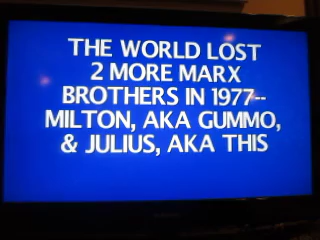 THE WORLD LOST
2 MORE MARX
BROTHERS IN 1977--
MILTON, AKA GUMMO,
& JULIUS, AKA THIS